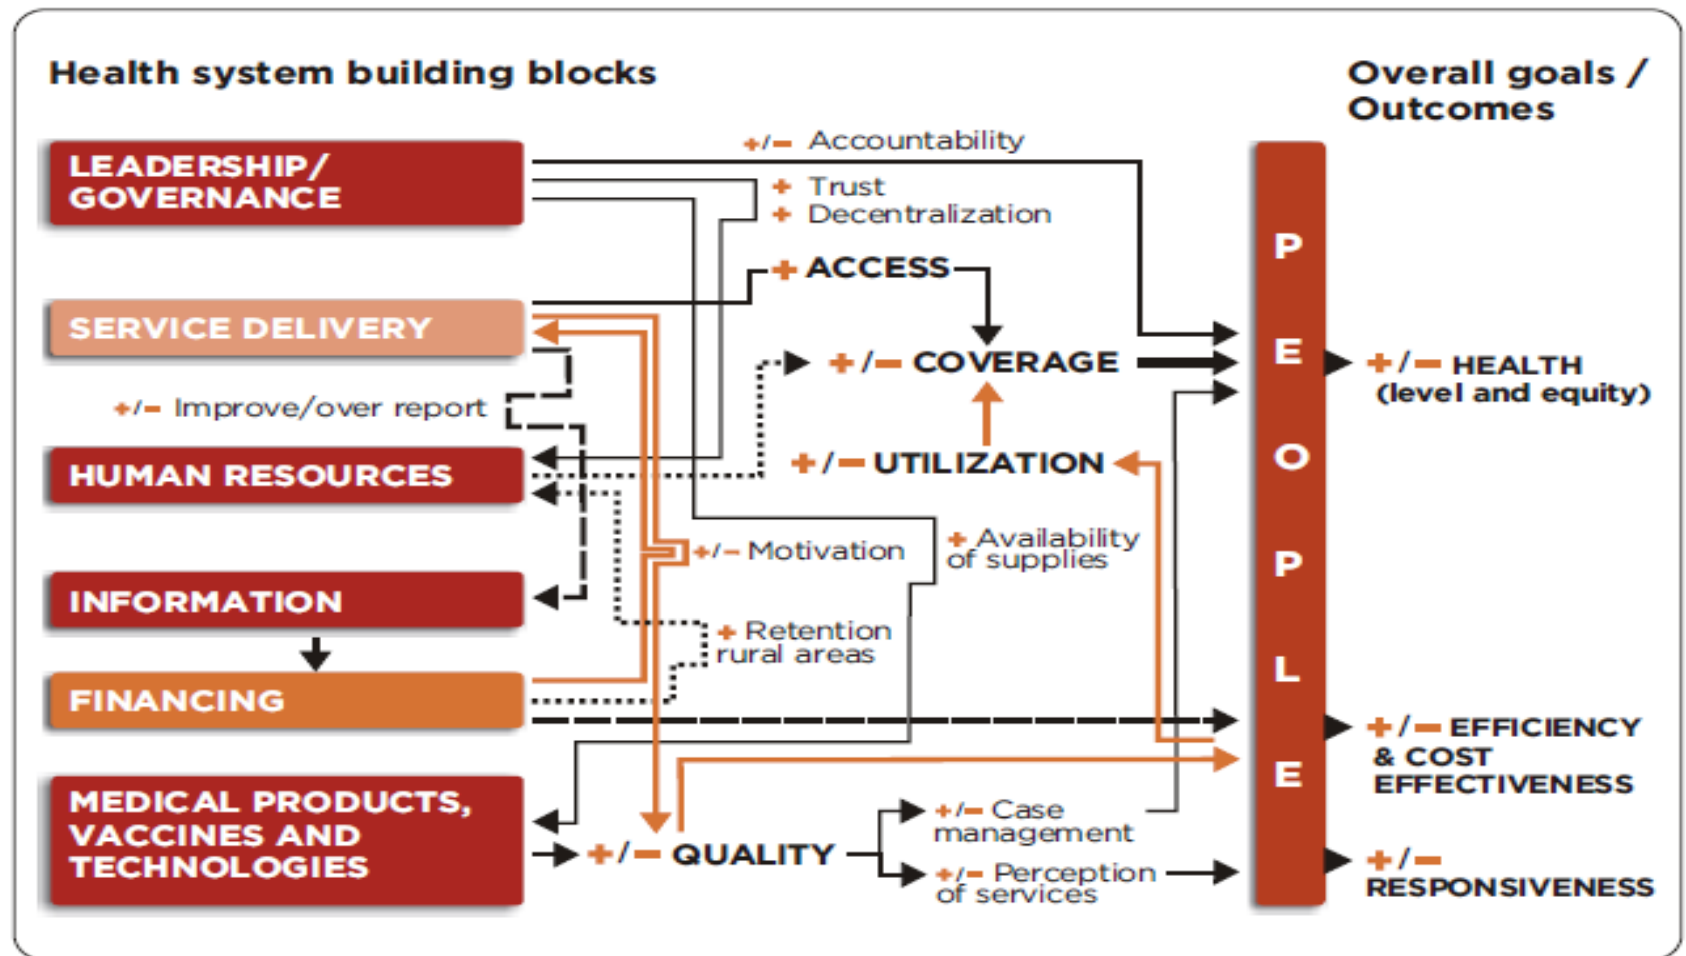 Health system building blocks
Overall goals /
Outcomes
LEADERSHIP/
GOVERNANCE
+/– Accountability
+ Trust
+ Decentralization
+ ACCESS
SERVICE DELIVERY
+/– COVERAGE
+/– HEALTH
(level and equity)
+/– Improve/over report
HUMAN RESOURCES
+/– UTILIZATION
+/– Motivation
+ Availability
of supplies
INFORMATION
+ Retention
rural areas
FINANCING
+/– EFFICIENCY
& COST
EFFECTIVENESS
MEDICAL PRODUCTS,
VACCINES AND
TECHNOLOGIES
+/– QUALITY
+/– Case
management
+/– Perception
of services
P
E
O
P
L
E
+/–
RESPONSIVENESS